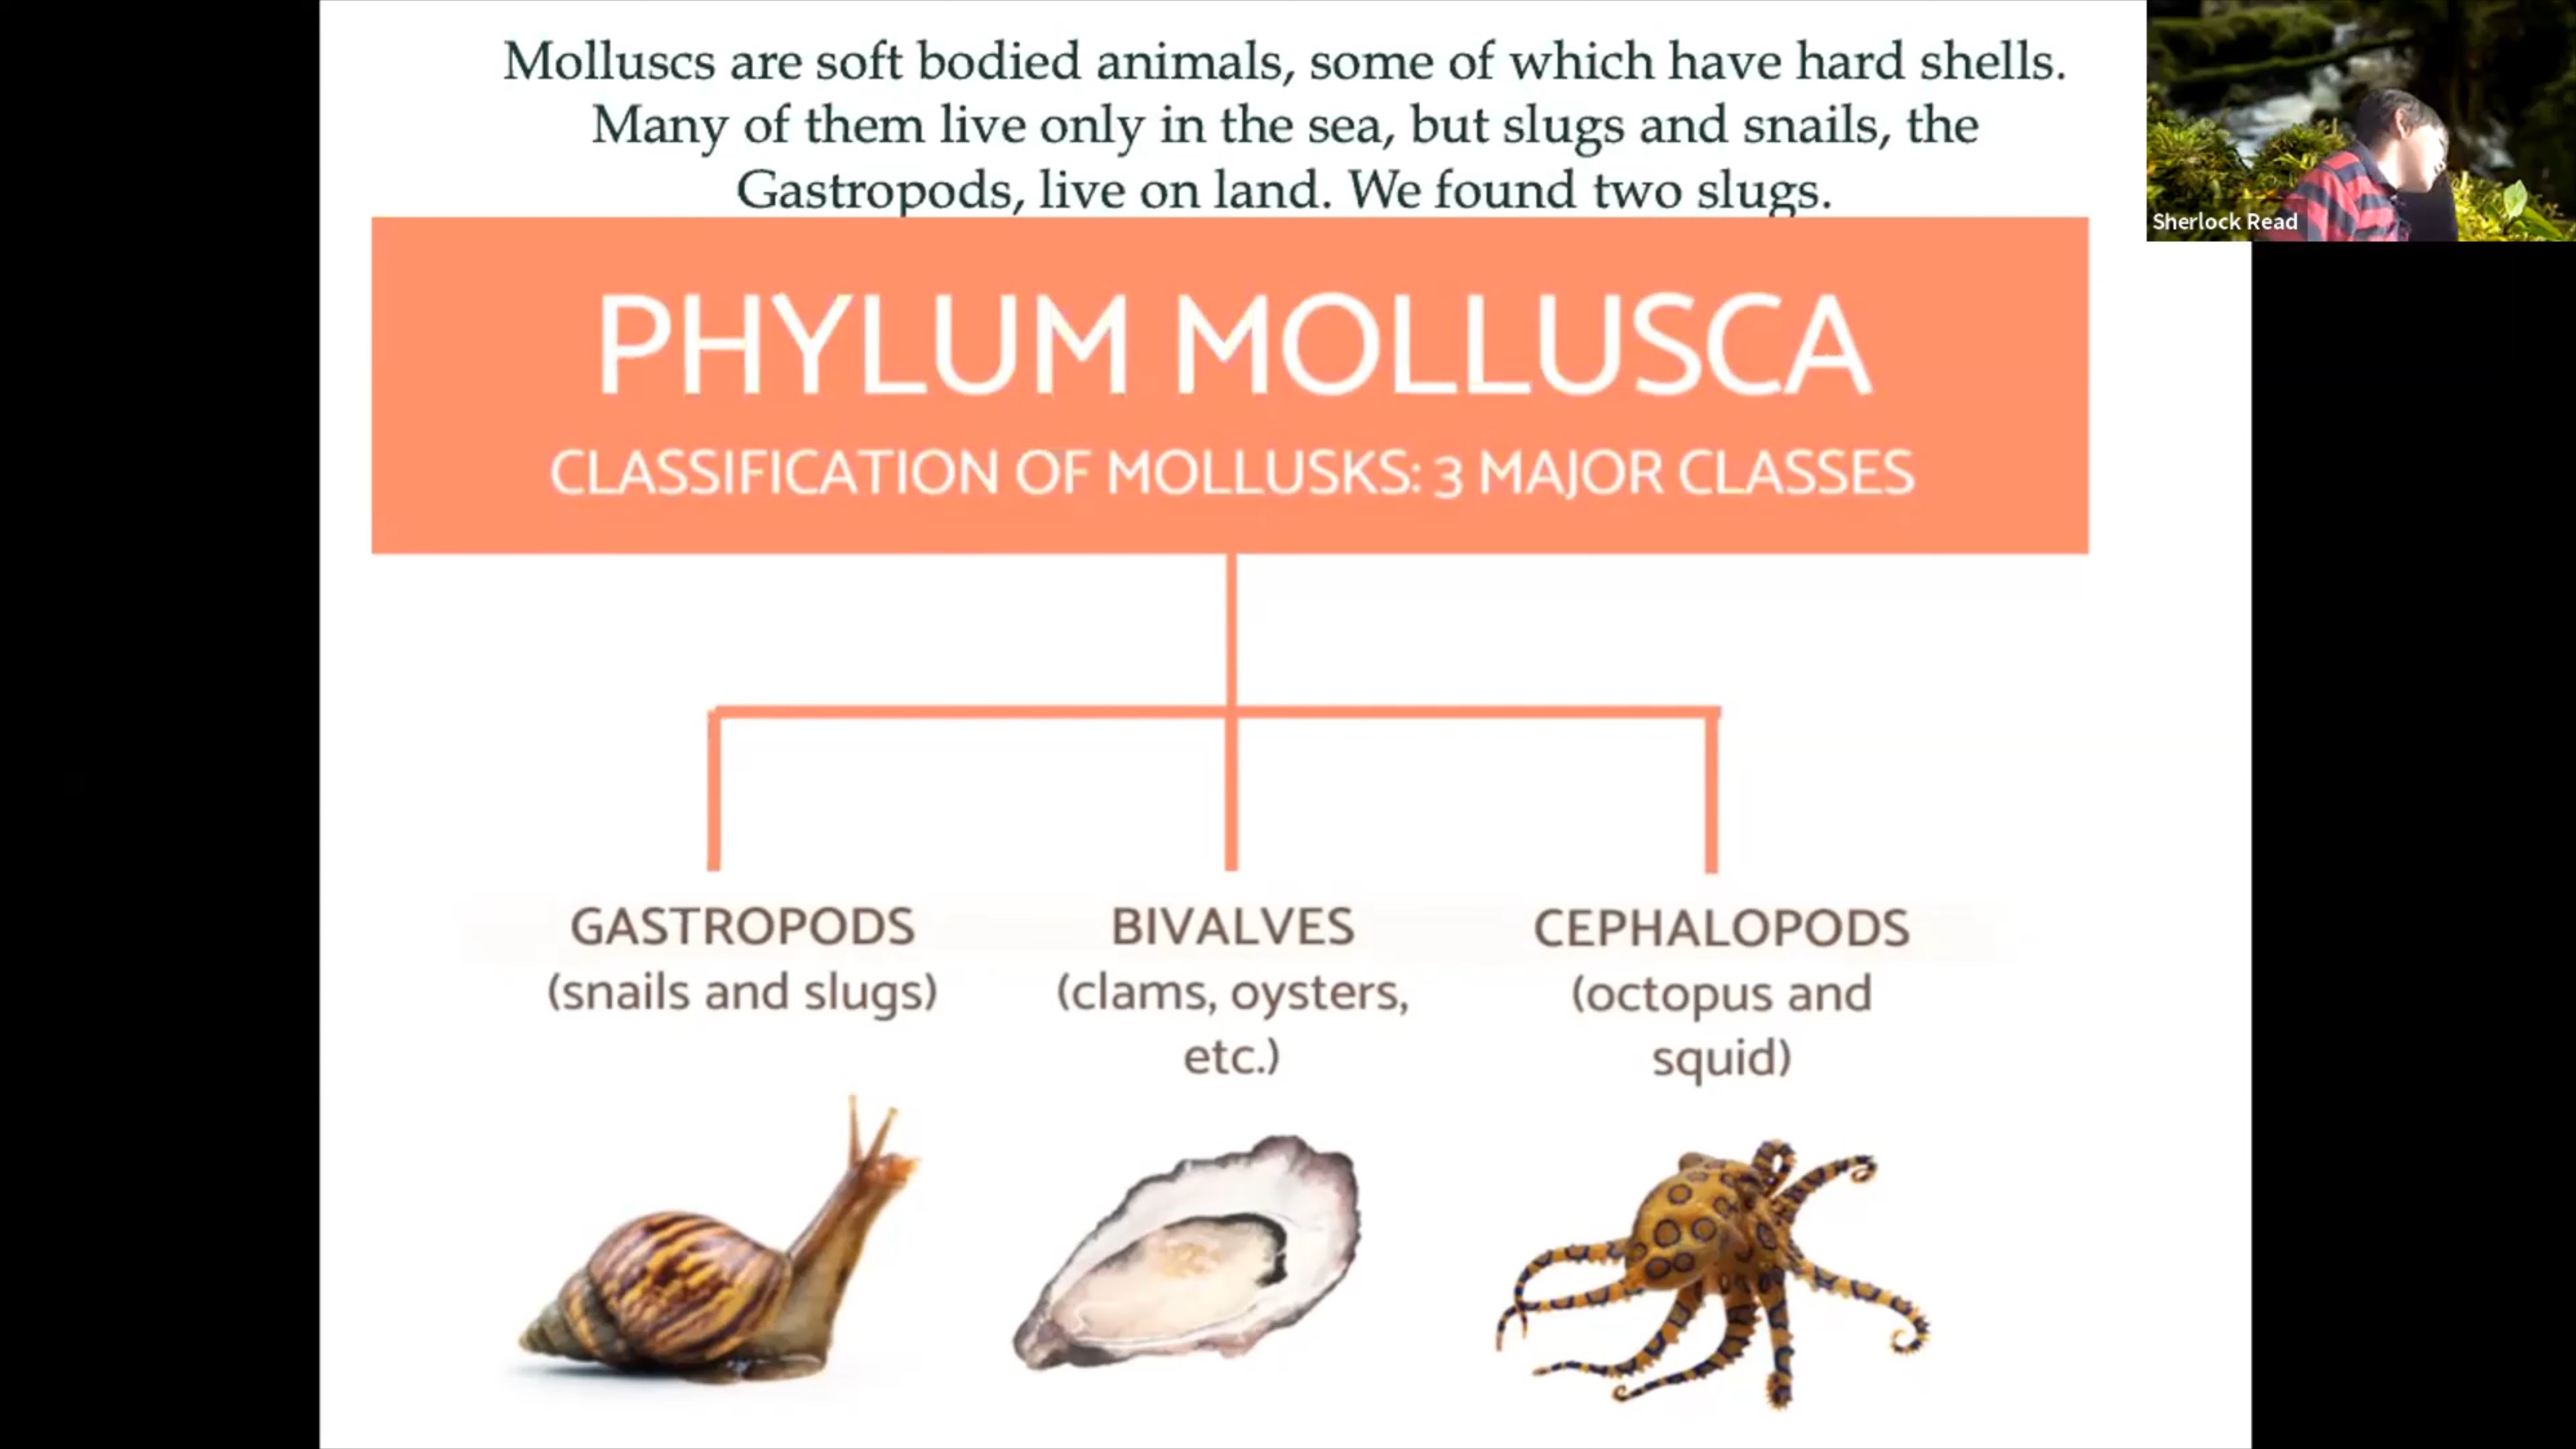 Molluscs are soft bodied animals, some of which have hard shells.
Many of them live only in the sea, but slugs and snails, the
Gastropods, live on land. We found two slugs.
Sherlock Read
PHYLUM MOLLUSCA
CLASSIFICATION OF MOLLUSKS: 3 MAJOR CLASSES
GASTROPODS
(snails and slugs)
BIVALVES
(clams, oysters,
etc.)
CEPHALOPODS
(octopus and
squid)